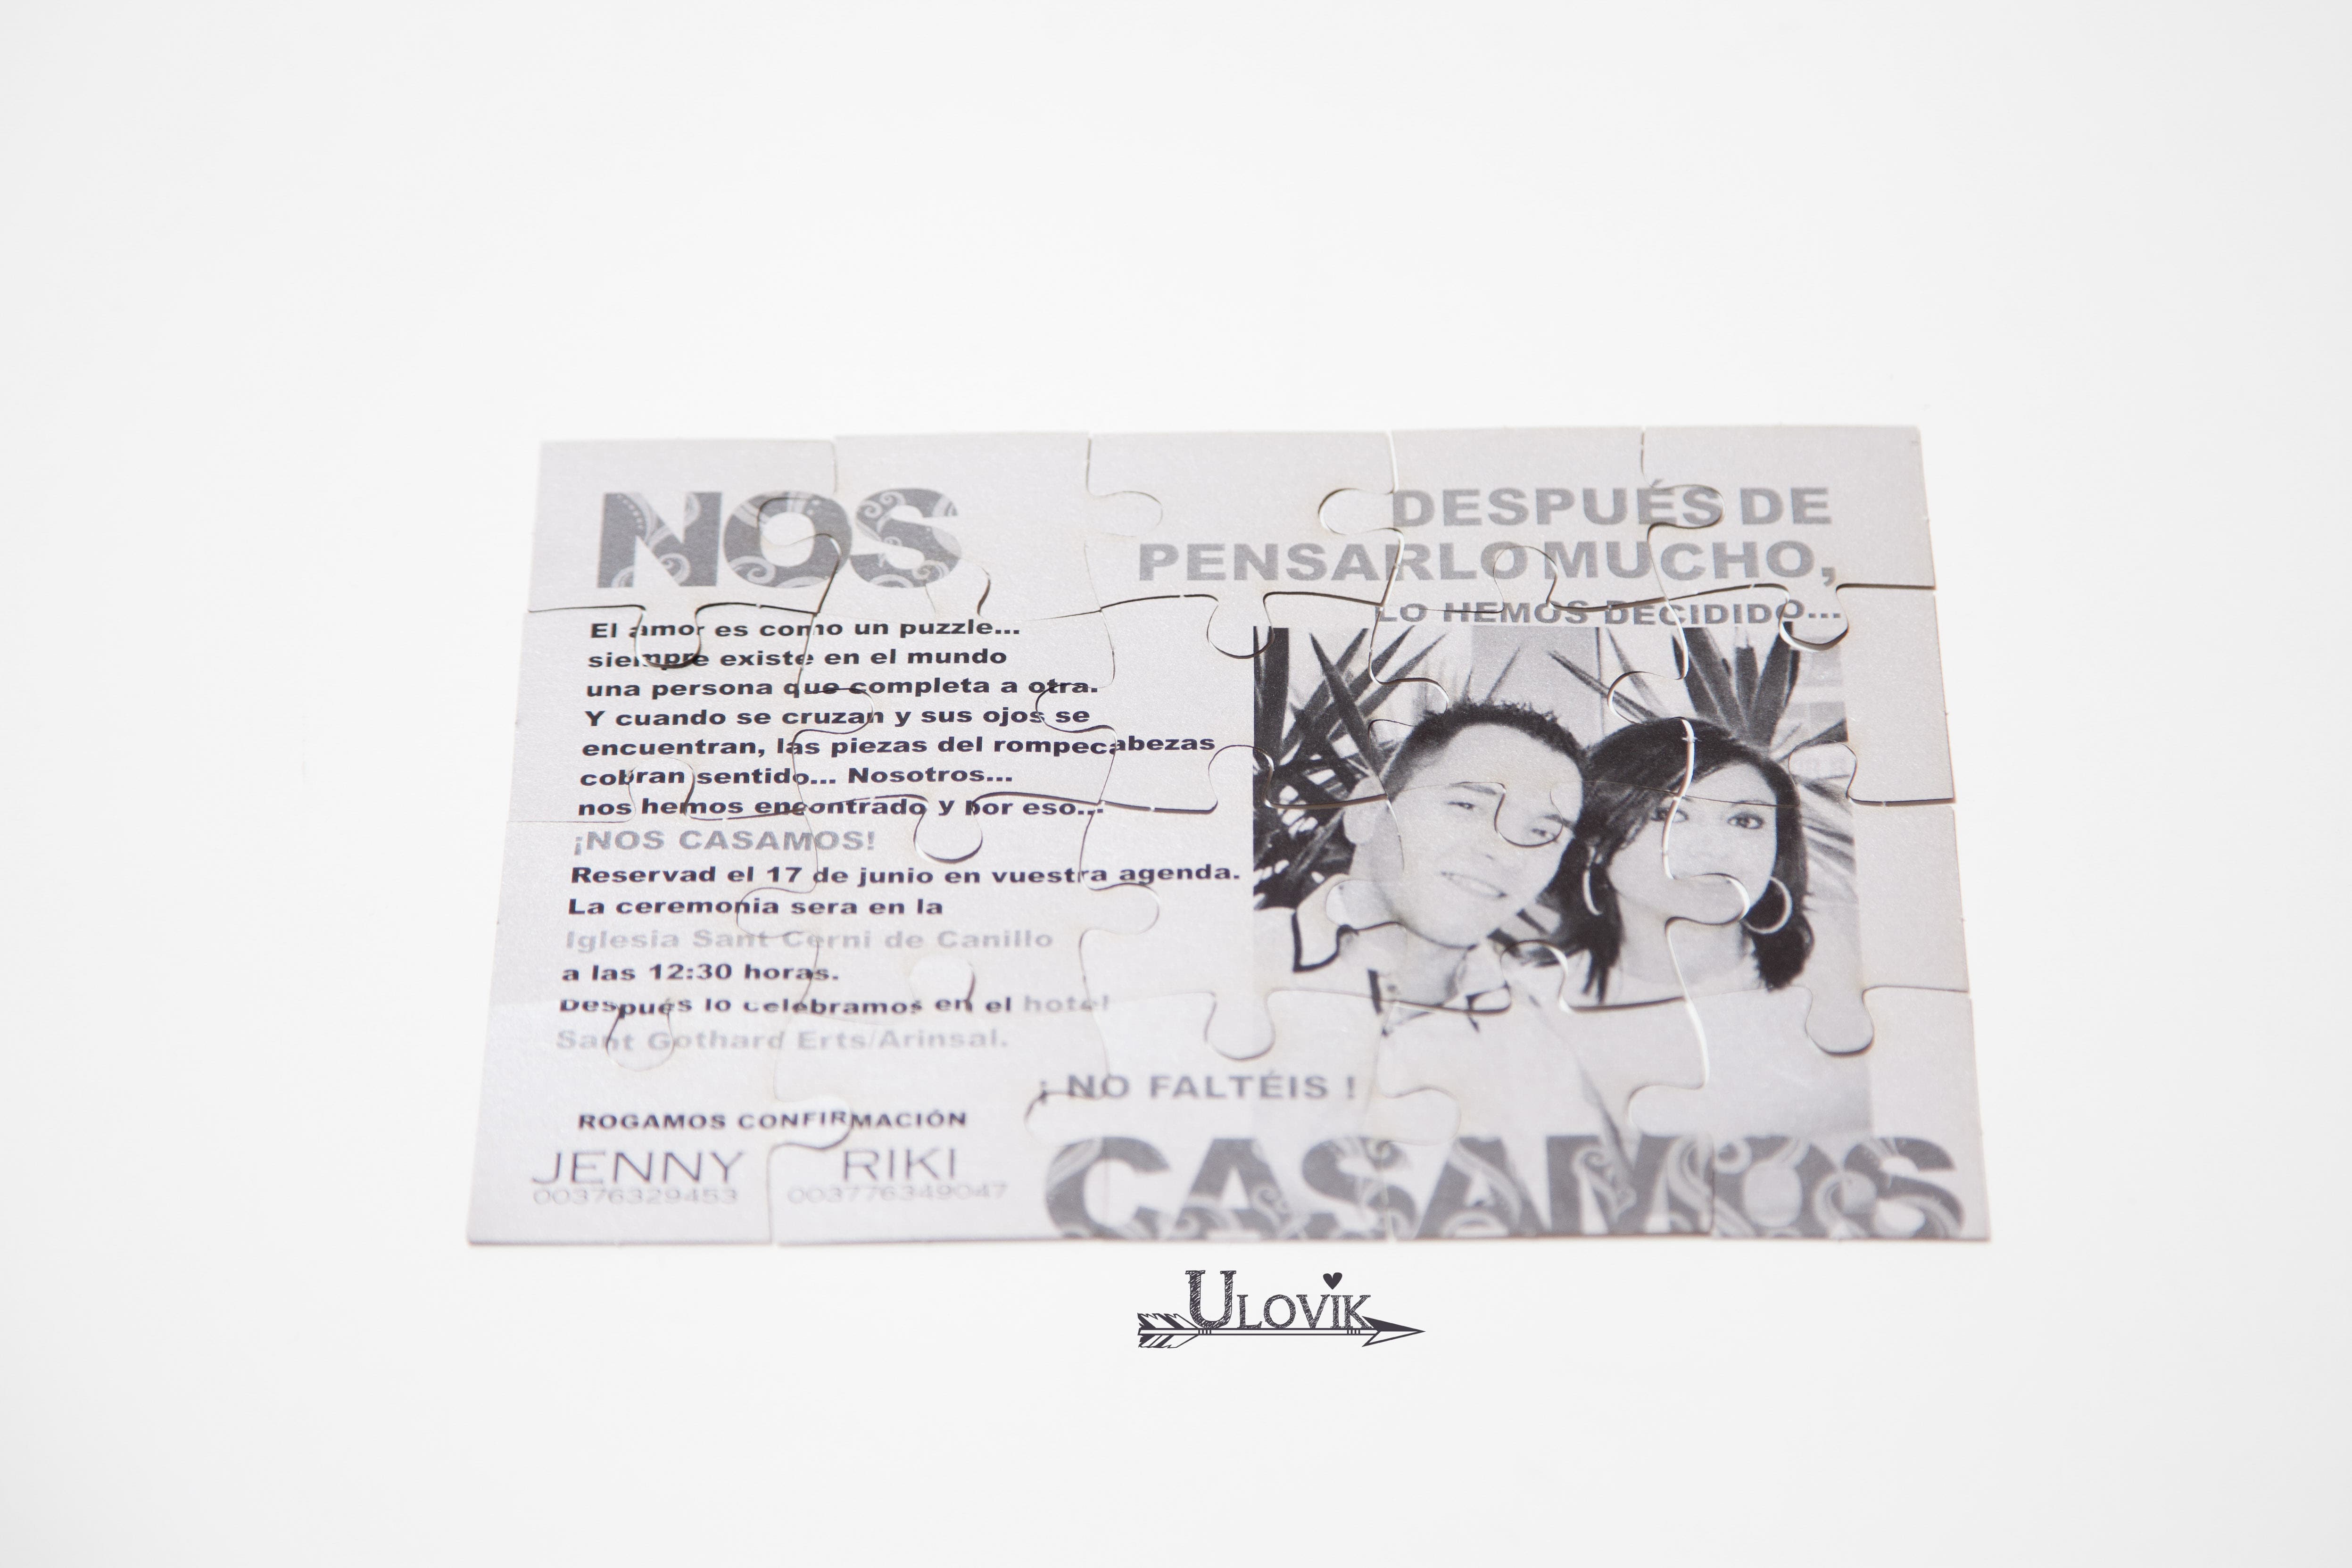 NOS
El amor es como un puzzle...
siempre existe en el mundo
una persona que completa a otra.
Y cuando se cruzan y sus ojos se
encuentran, las piezas del rompecabezas
cobran sentido... Nosotros...
nos hemos encontrado y por eso...
¡NOS CASAMOS!
Reservad el 17 de junio en vuestra agenda.
La ceremonia sera en la
Iglesia Sant Cerni de Canillo
a las 12:30 horas.
Después lo celebramos en el hotel
Sant Gothard Erts/Arinsal.
ROGAMOS CONFIRMACIÓN
JENNY RIKI
00376329453 003776349047
DESPUÉS DE
PENSARLO MUCHO,
LO HEMOS DECIDIDO...
¡ NO FALTÉIS !
CASAMOS
ULOVIK